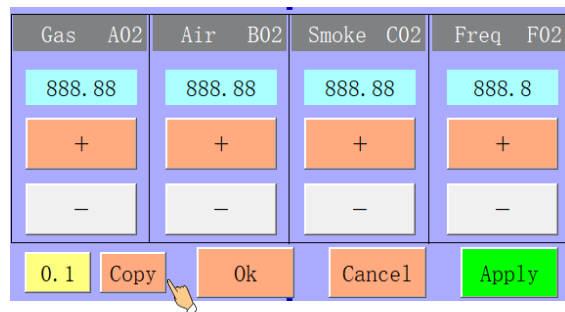 Gas A02 Air B02 Smoke C02 Freq F02
888.88 888.88 888.88 888.8
+ + + +
− − − −
0.1 Copy Ok Cancel Apply